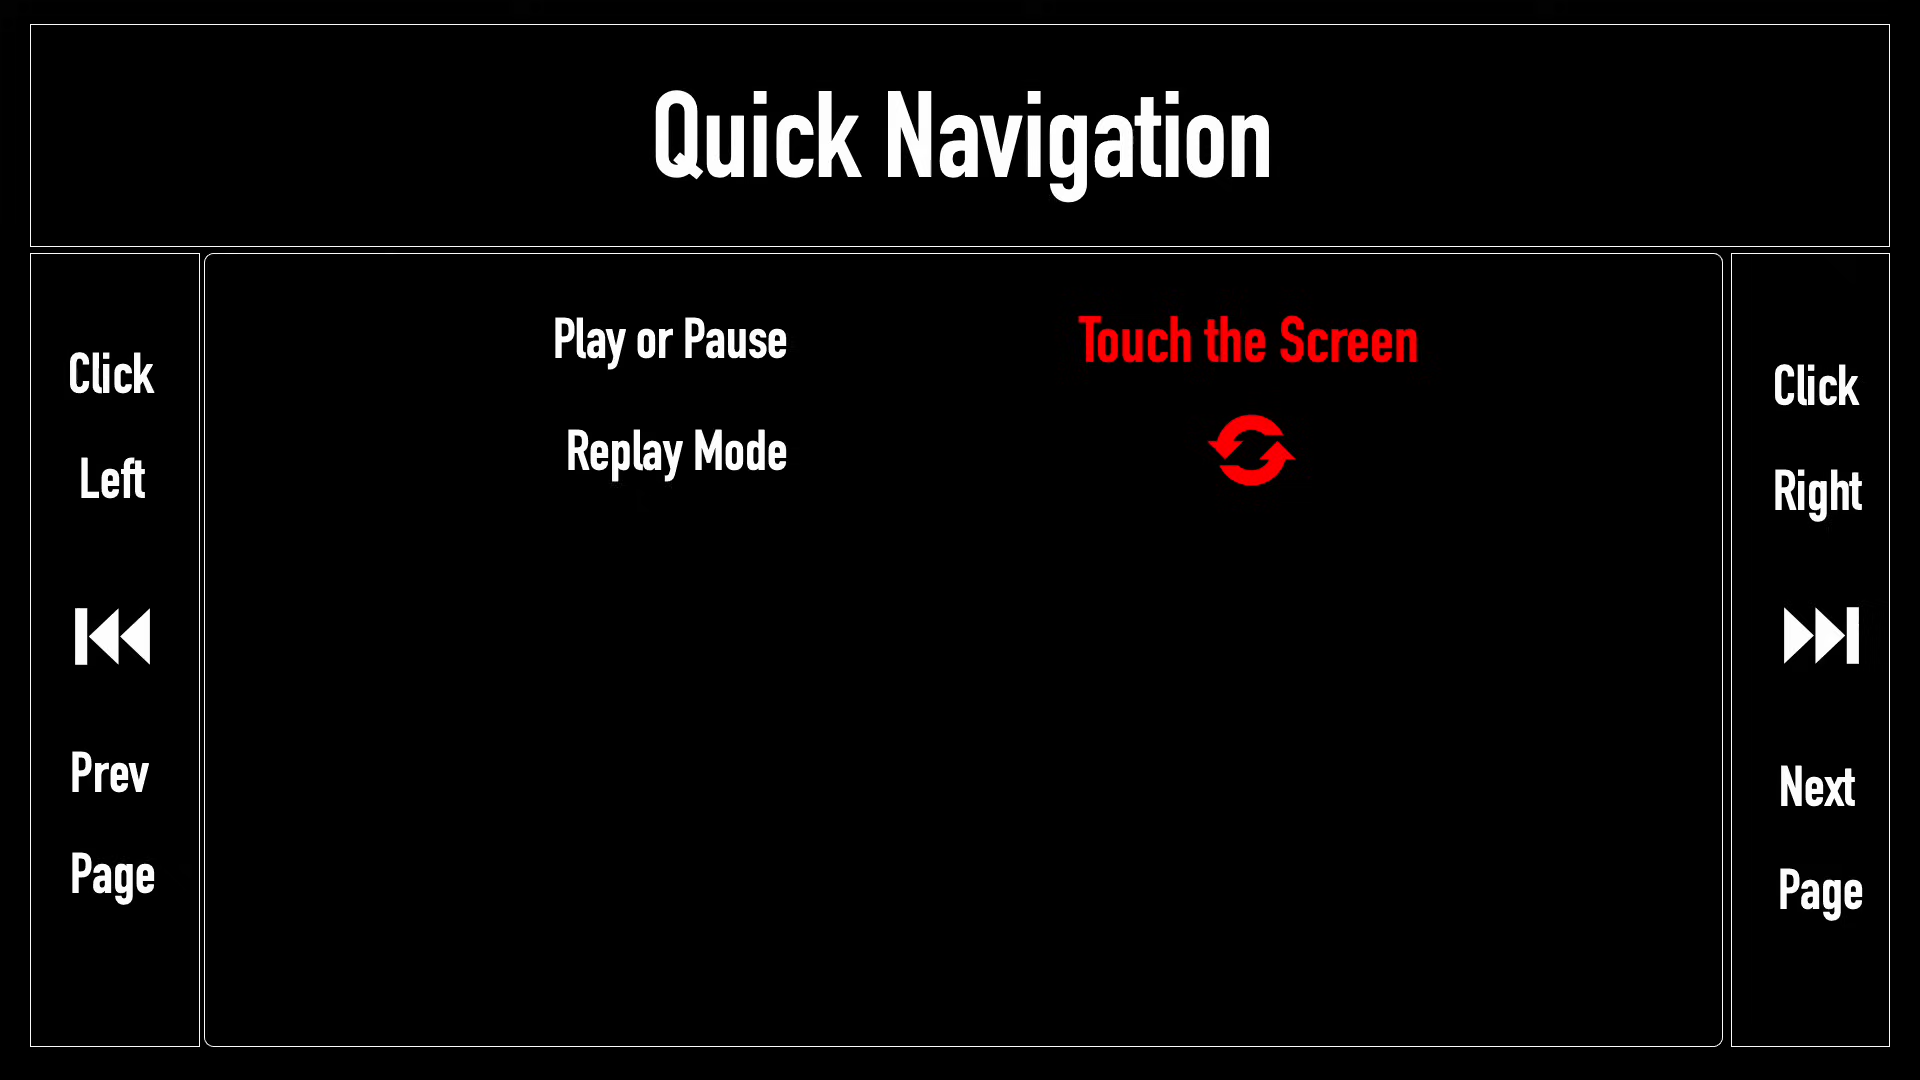 Quick Navigation
Click
Left
Prev
Page
Play or Pause
Touch the Screen
Replay Mode
Click
Right
Next
Page